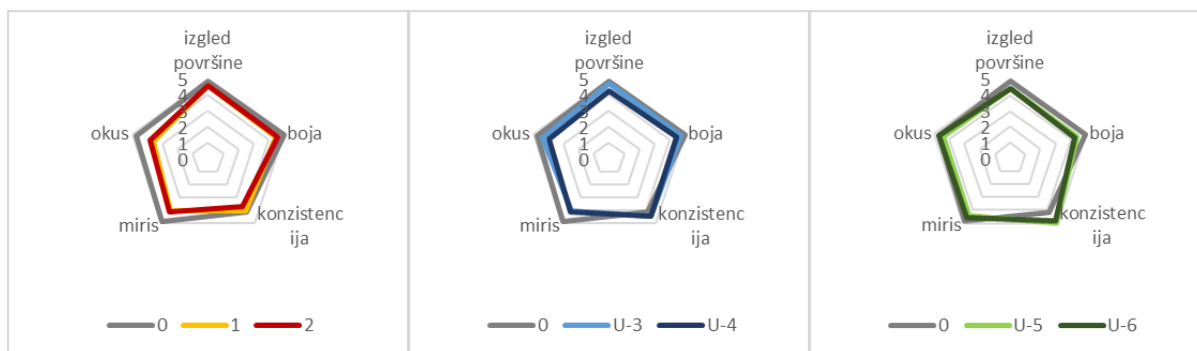 izgled
površine
5
4
3
2
1
0
boja
konzistenc
ija
miris
okus
0 1 2
izgled
površine
5
4
3
2
1
0
boja
konzistenc
ija
miris
okus
0 U-3 U-4
izgled
površine
5
4
3
2
1
0
boja
konzistenc
ija
miris
okus
0 U-5 U-6